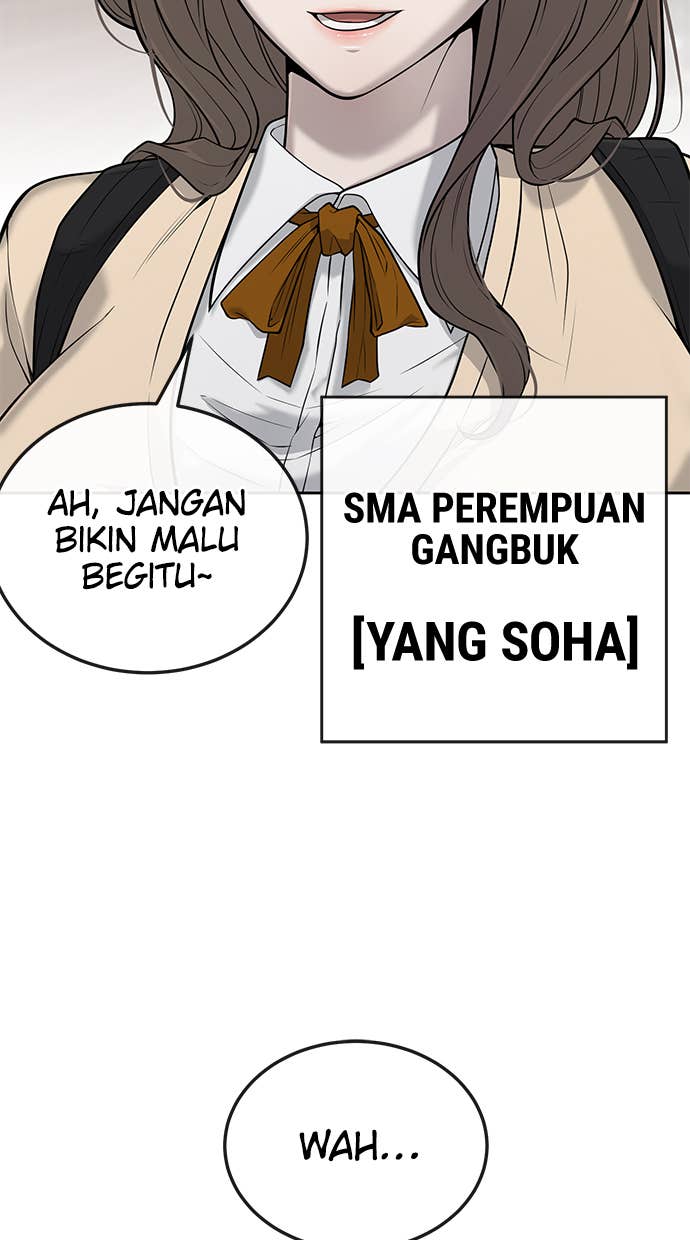 AH, JANGAN
BIKIN MALU
BEGITU~
SMA PEREMPUAN
GANGBUK
[YANG SOHA]
WAH...